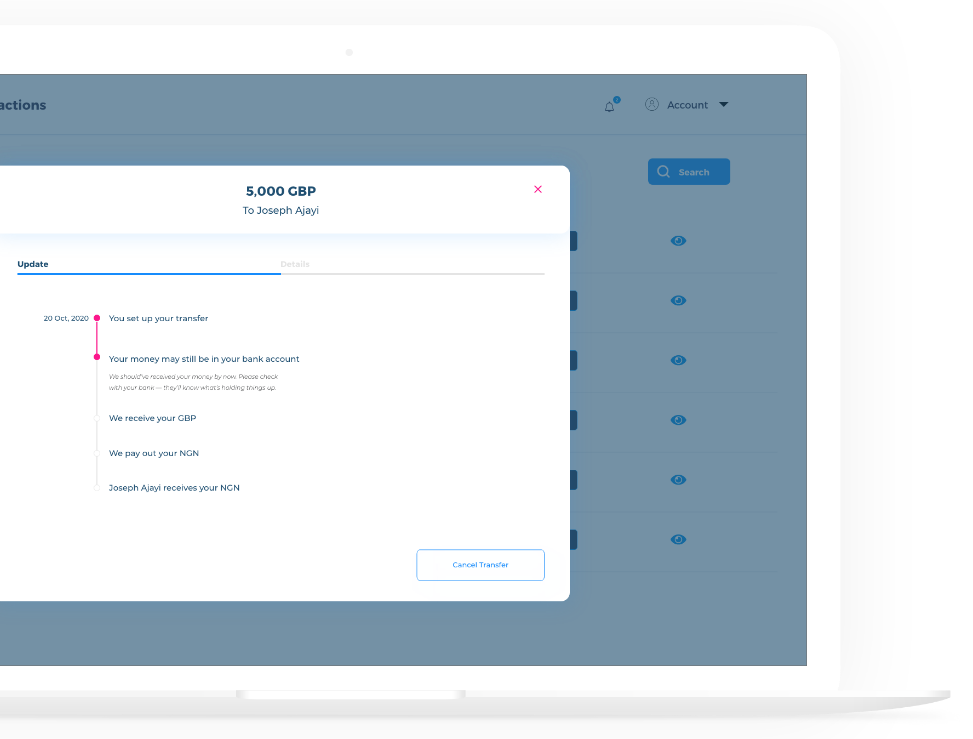 actions
2
Account
Search
5,000 GBP
To Joseph Ajayi
Update
Details
20 Oct, 2020
You set up your transfer
Your money may still be in your bank account
We should've received your money by now. Please check
with your bank — they'll know what's holding things up.
We receive your GBP
We pay out your NGN
Joseph Ajayi receives your NGN
Cancel Transfer